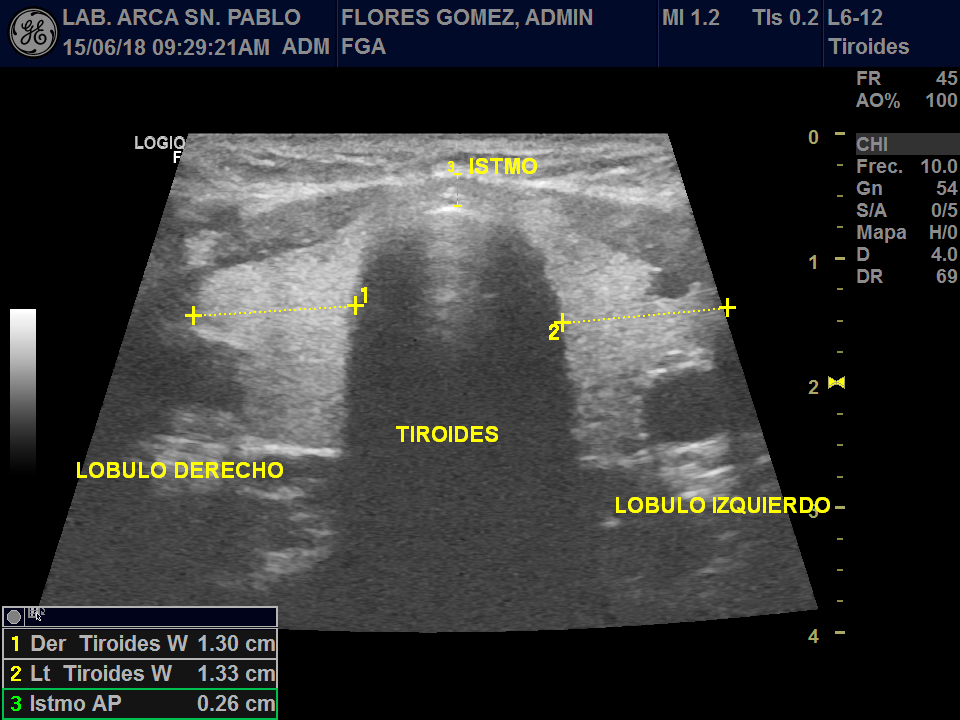 LAB. ARCA SN. PABLO
15/06/18 09:29:21AM ADM
FLORES GOMEZ, ADMIN
FGA
MI 1.2 TIs 0.2
L6-12
Tiroides
FR 45
AO% 100
CHI
Frec. 10.0
Gn 54
S/A 0/5
Mapa H/0
D 4.0
DR 69
LOGIQ
F
3 ISTMO
0
1
2
3
4
1
2
TIROIDES
LOBULO DERECHO
LOBULO IZQUIERDO
1 Der Tiroides W 1.30 cm
2 Lt Tiroides W 1.33 cm
3 Istmo AP 0.26 cm